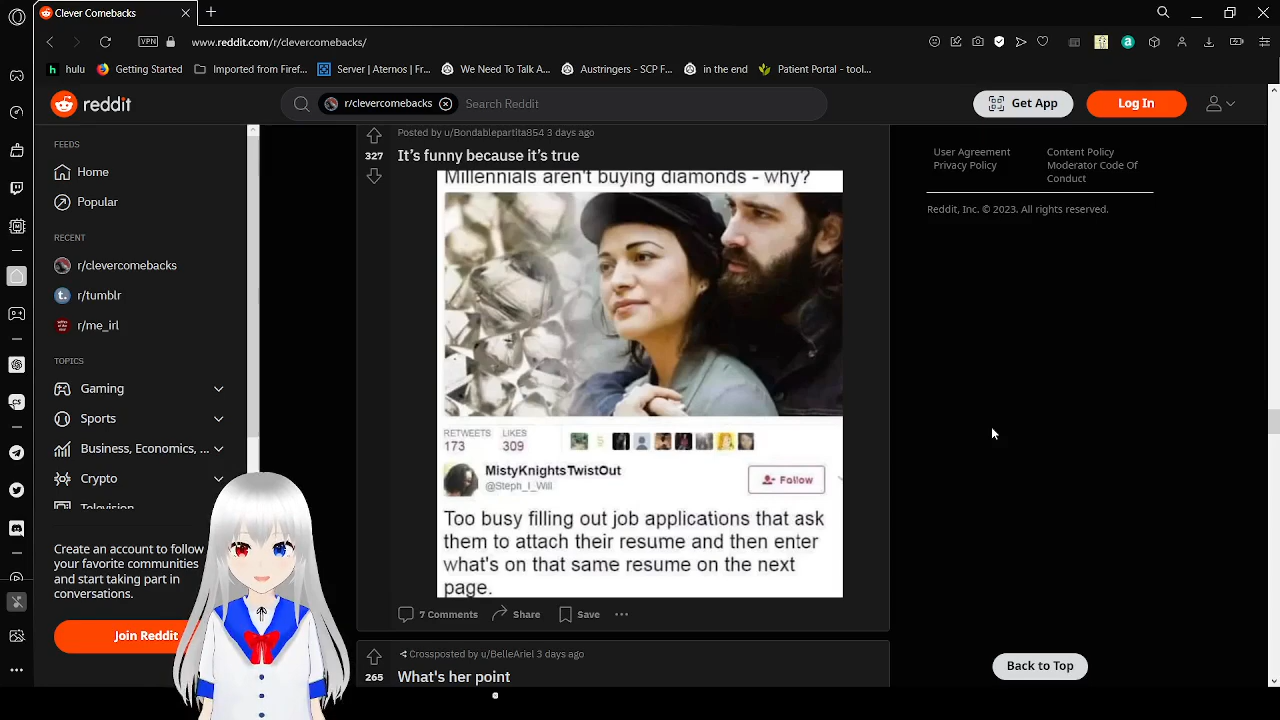 Clever Comebacks
VPN
www.reddit.com/r/clevercomebacks/
hulu
Getting Started
Imported from Firef...
Server | Aternos | Fr...
We Need To Talk A...
Austringers - SCP F...
in the end
Patient Portal - tool...
reddit
r/clevercomebacks
Search Reddit
Get App
Log In
FEEDS
Home
Popular
RECENT
r/clevercomebacks
r/tumblr
r/me_irl
TOPICS
Gaming
Sports
Business, Economics, ...
Crypto
Television
Create an account to follow
your favorite communities
and start taking part in
conversations.
Join Reddit
Posted by u/Bondablepartita854 3 days ago
327
It’s funny because it’s true
Millennials aren't buying diamonds - why?
RETWEETS
173
LIKES
309
MistyKnightsTwistOut
@Steph_I_Will
Follow
Too busy filling out job applications that ask
them to attach their resume and then enter
what's on that same resume on the next
page.
7 Comments
Share
Save
Crossposted by u/BelleAriel 3 days ago
265
What's her point
User Agreement
Privacy Policy
Content Policy
Moderator Code Of
Conduct
Reddit, Inc. © 2023. All rights reserved.
Back to Top